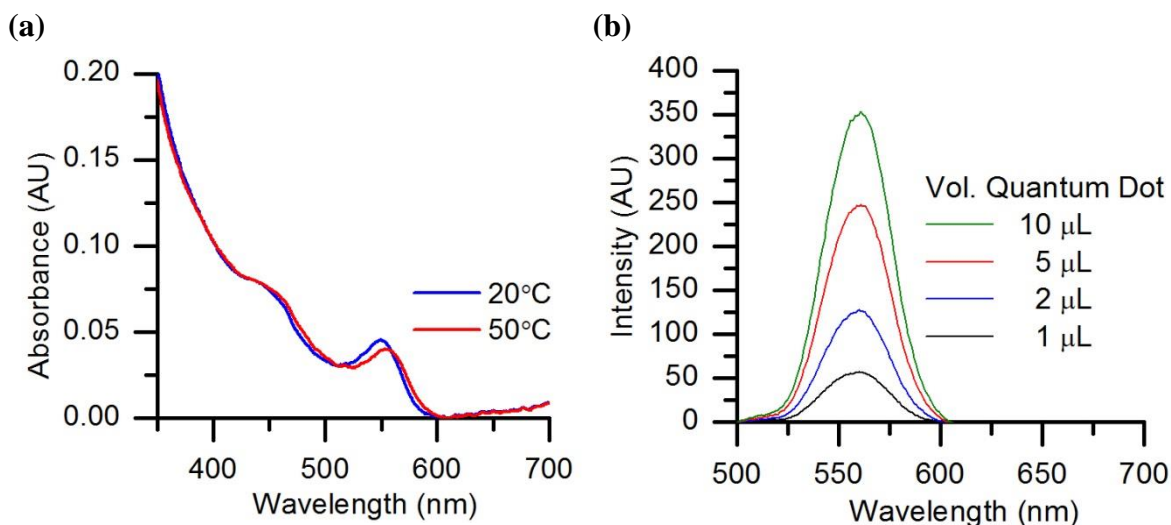 (a)
Absorbance (AU)
0.20
0.15
0.10
0.05
0.00
400
500
600
700
Wavelength (nm)
20°C
50°C
(b)
Intensity (AU)
400
350
300
250
200
150
100
50
0
500
550
600
650
700
Wavelength (nm)
Vol. Quantum Dot
10 μL
5 μL
2 μL
1 μL